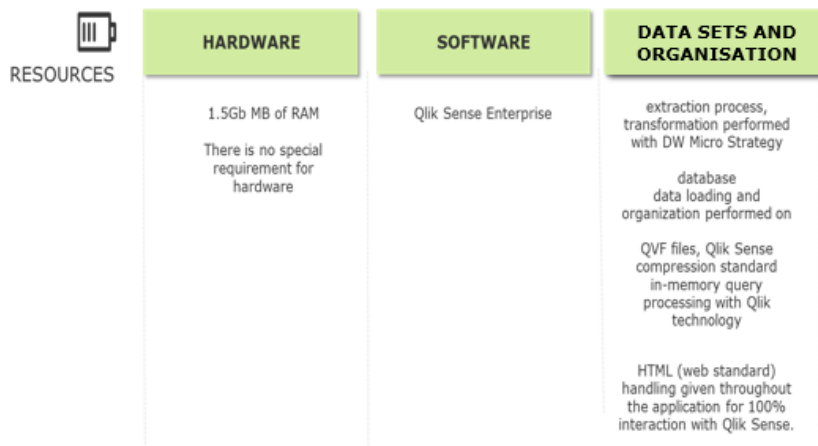 RESOURCES
HARDWARE
1.5Gb MB of RAM
There is no special
requirement for
hardware
SOFTWARE
Qlik Sense Enterprise
DATA SETS AND
ORGANISATION
extraction process,
transformation performed
with DW Micro Strategy
database
data loading and
organization performed on
QVF files, Qlik Sense
compression standard
in-memory query
processing with Qlik
technology
HTML (web standard)
handling given throughout
the application for 100%
interaction with Qlik Sense.